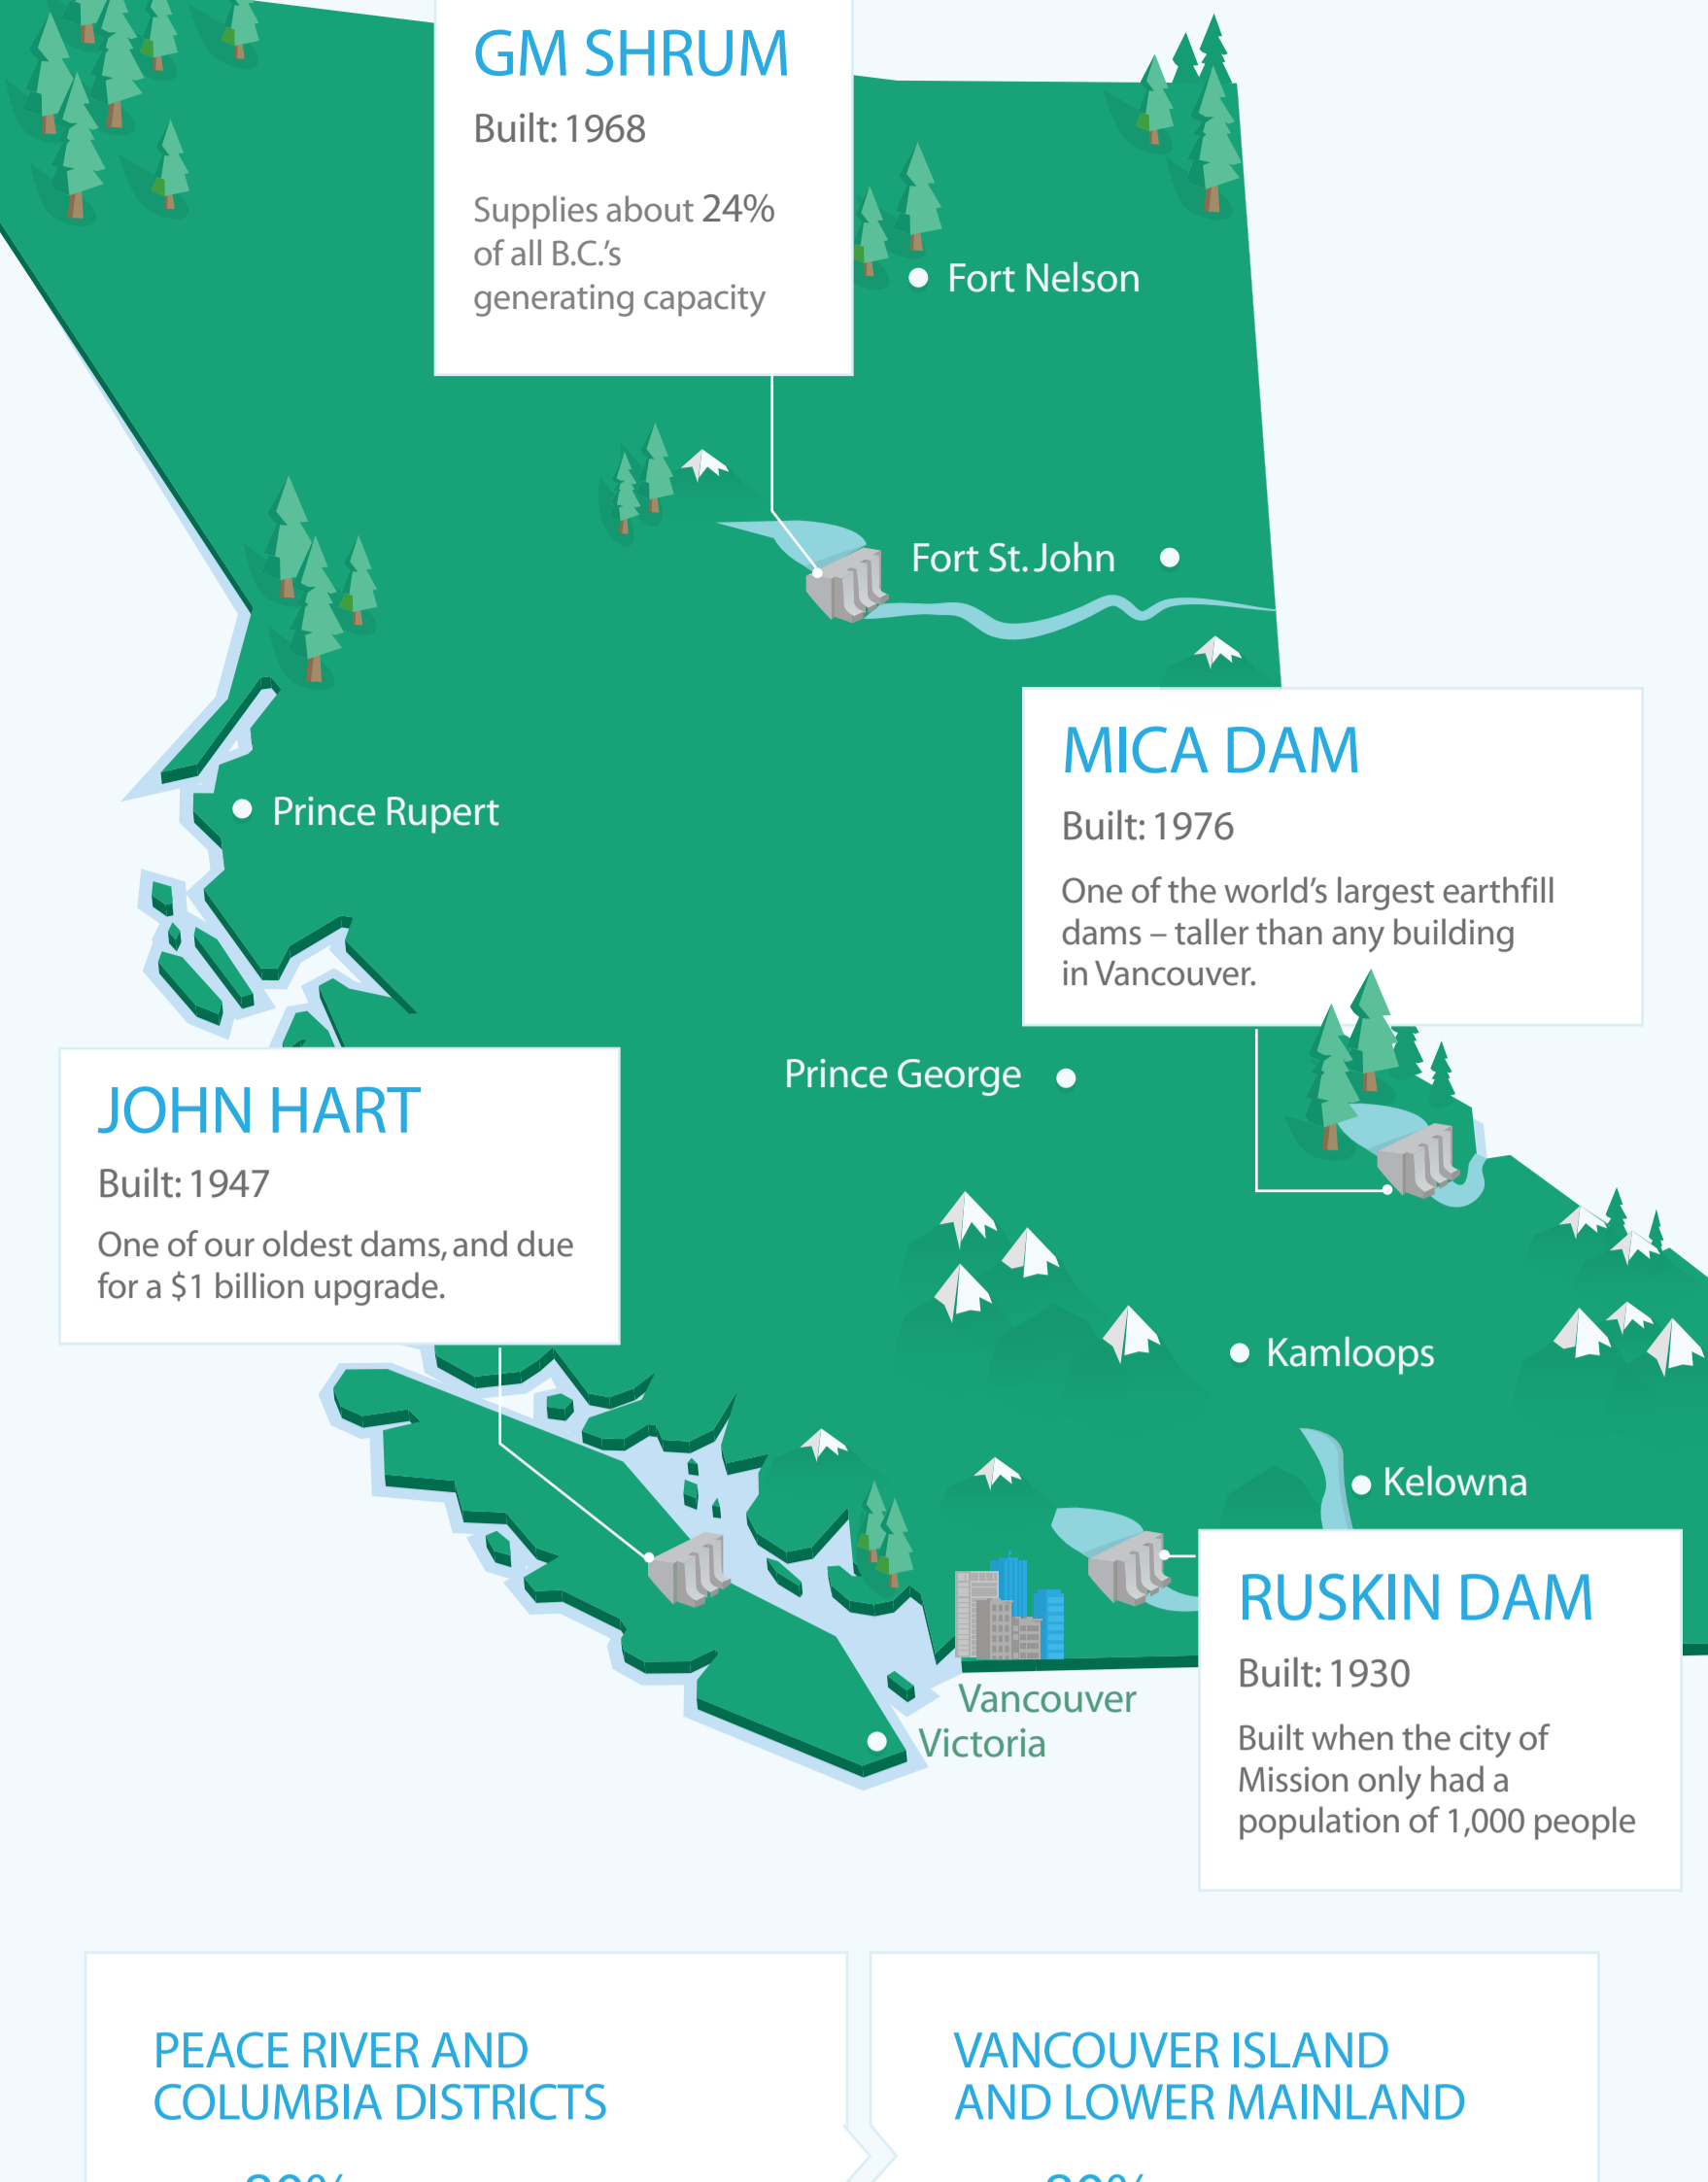 GM SHRUM
Built: 1968
Supplies about 24%
of all B.C.’s
generating capacity
Fort Nelson
Fort St. John
MICA DAM
Built: 1976
One of the world’s largest earthfill
dams – taller than any building
in Vancouver.
Prince Rupert
Prince George
JOHN HART
Built: 1947
One of our oldest dams, and due
for a $1 billion upgrade.
Kamloops
Kelowna
RUSKIN DAM
Built: 1930
Built when the city of
Mission only had a
population of 1,000 people
Vancouver
Victoria
PEACE RIVER AND
COLUMBIA DISTRICTS
VANCOUVER ISLAND
AND LOWER MAINLAND